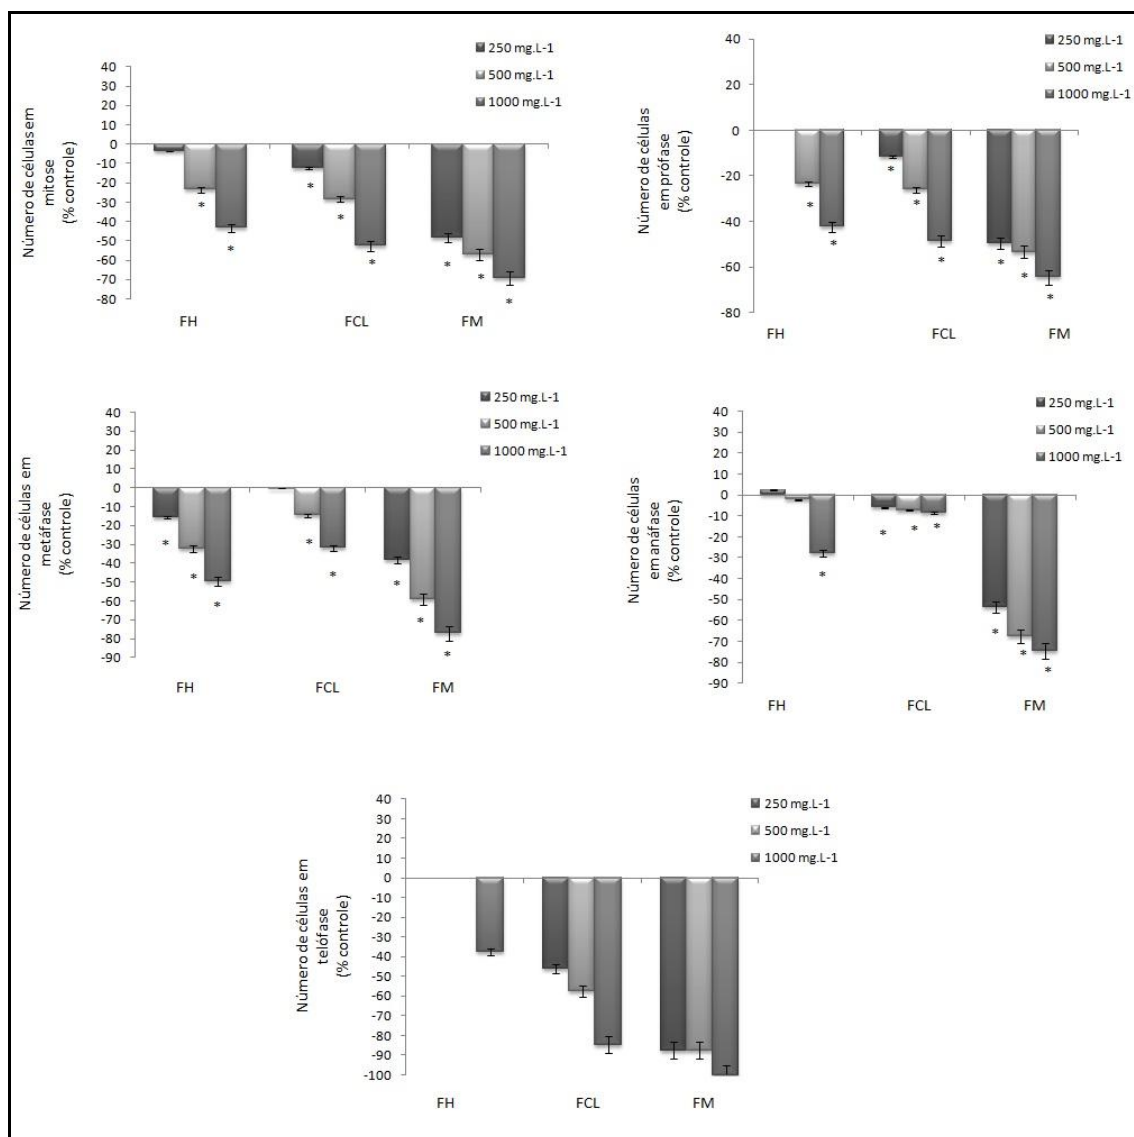 250 mg.L-1
500 mg.L-1
1000 mg.L-1
Número de células em
mitose
(% controle)
40
30
20
10
0
-10
-20
-30
-40
-50
-60
-70
-80
*
*
*
*
*
*
*
*
FH
FCL
FM
250 mg.L-1
500 mg.L-1
1000 mg.L-1
Número de células
em prófase
(% controle)
40
20
0
-20
-40
-60
-80
*
*
*
*
*
*
*
*
FH
FCL
FM
250 mg.L-1
500 mg.L-1
1000 mg.L-1
Número de células em
metáfase
(% controle)
40
30
20
10
0
-10
-20
-30
-40
-50
-60
-70
-80
-90
*
*
*
*
*
*
*
*
FH
FCL
FM
250 mg.L-1
500 mg.L-1
1000 mg.L-1
Número de células
em anáfase
(% controle)
40
30
20
10
0
-10
-20
-30
-40
-50
-60
-70
-80
-90
*
*
*
*
*
*
*
FH
FCL
FM
250 mg.L-1
500 mg.L-1
1000 mg.L-1
Número de células em
telófase
(% controle)
40
30
20
10
0
-10
-20
-30
-40
-50
-60
-70
-80
-90
-100
FH
FCL
FM